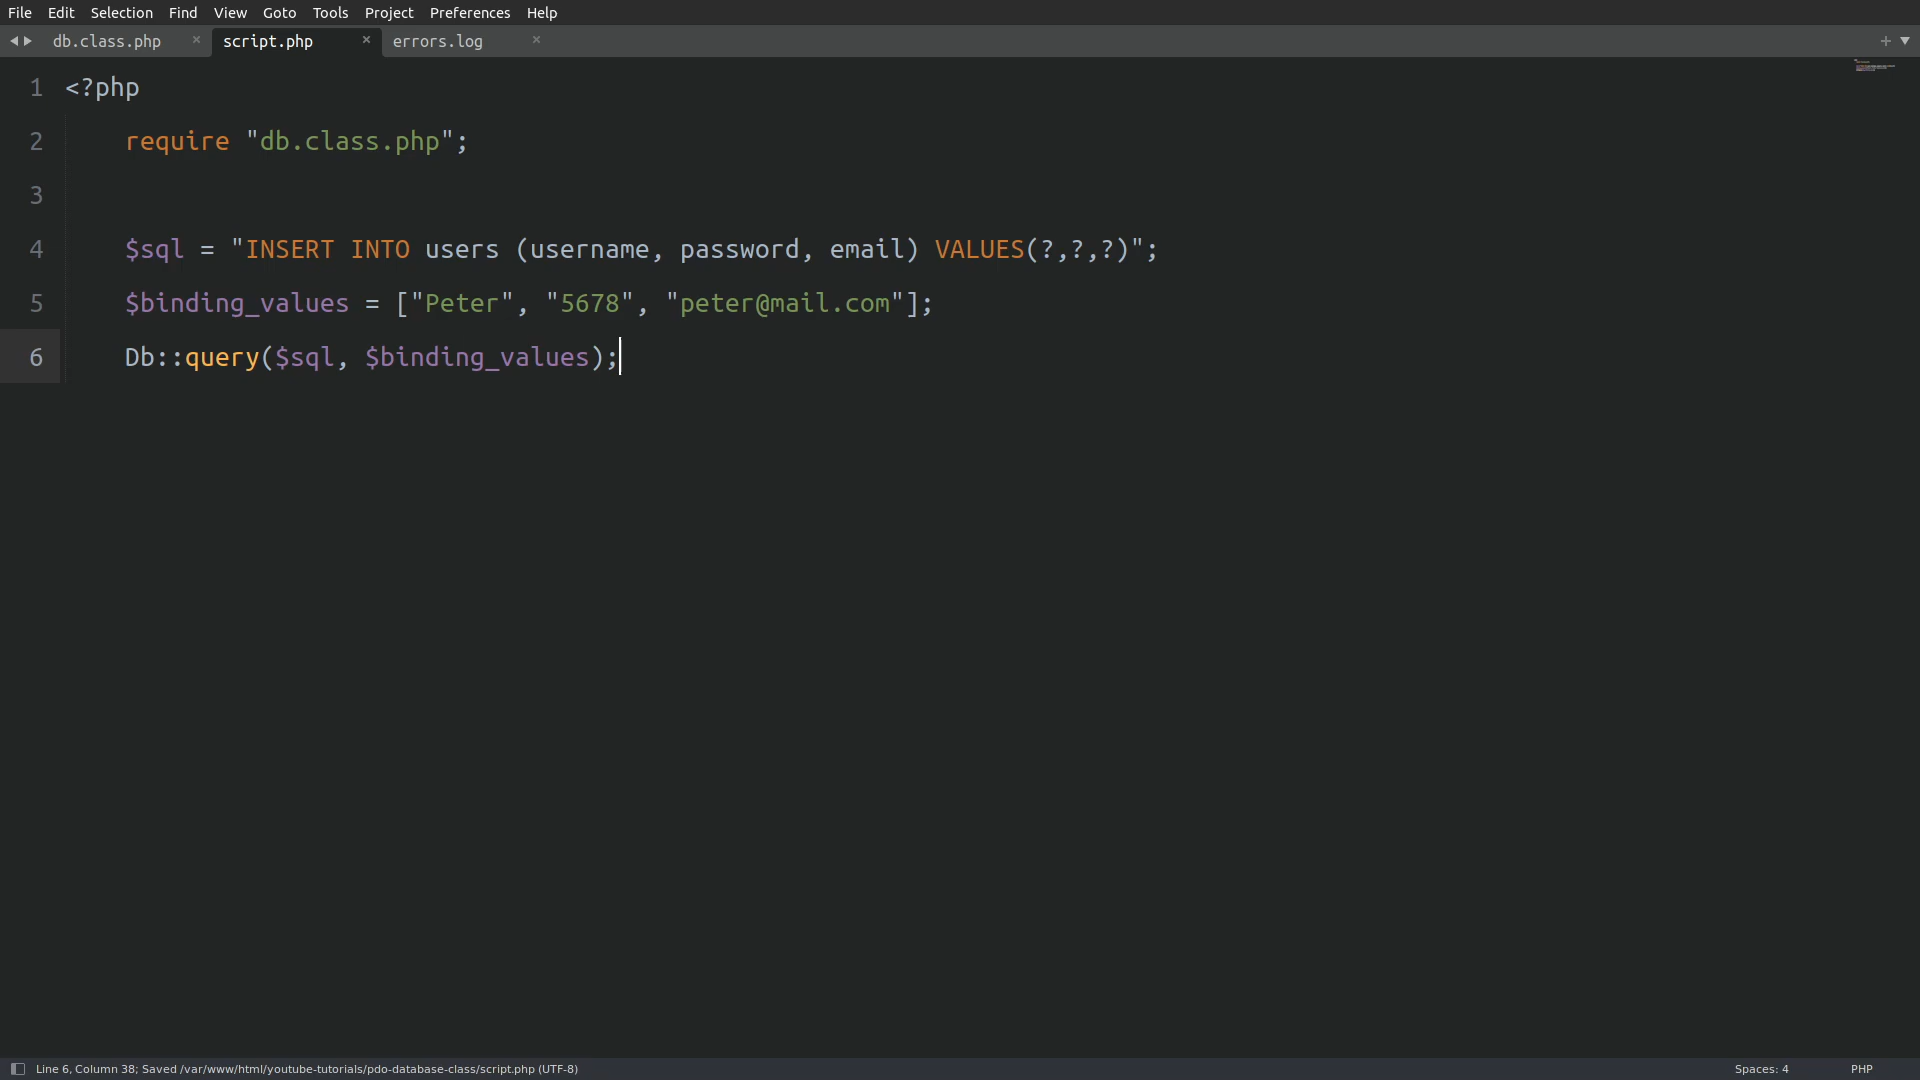 File Edit Selection Find View Goto Tools Project Preferences Help
db.class.php × script.php × errors.log ×
1 <?php
2 require "db.class.php";
3
4 $sql = "INSERT INTO users (username, password, email) VALUES(?,?,?)";
5 $binding_values = ["Peter", "5678", "peter@mail.com"];
6 Db::query($sql, $binding_values);
Line 6, Column 38; Saved /var/www/html/youtube-tutorials/pdo-database-class/script.php (UTF-8) Spaces: 4 PHP